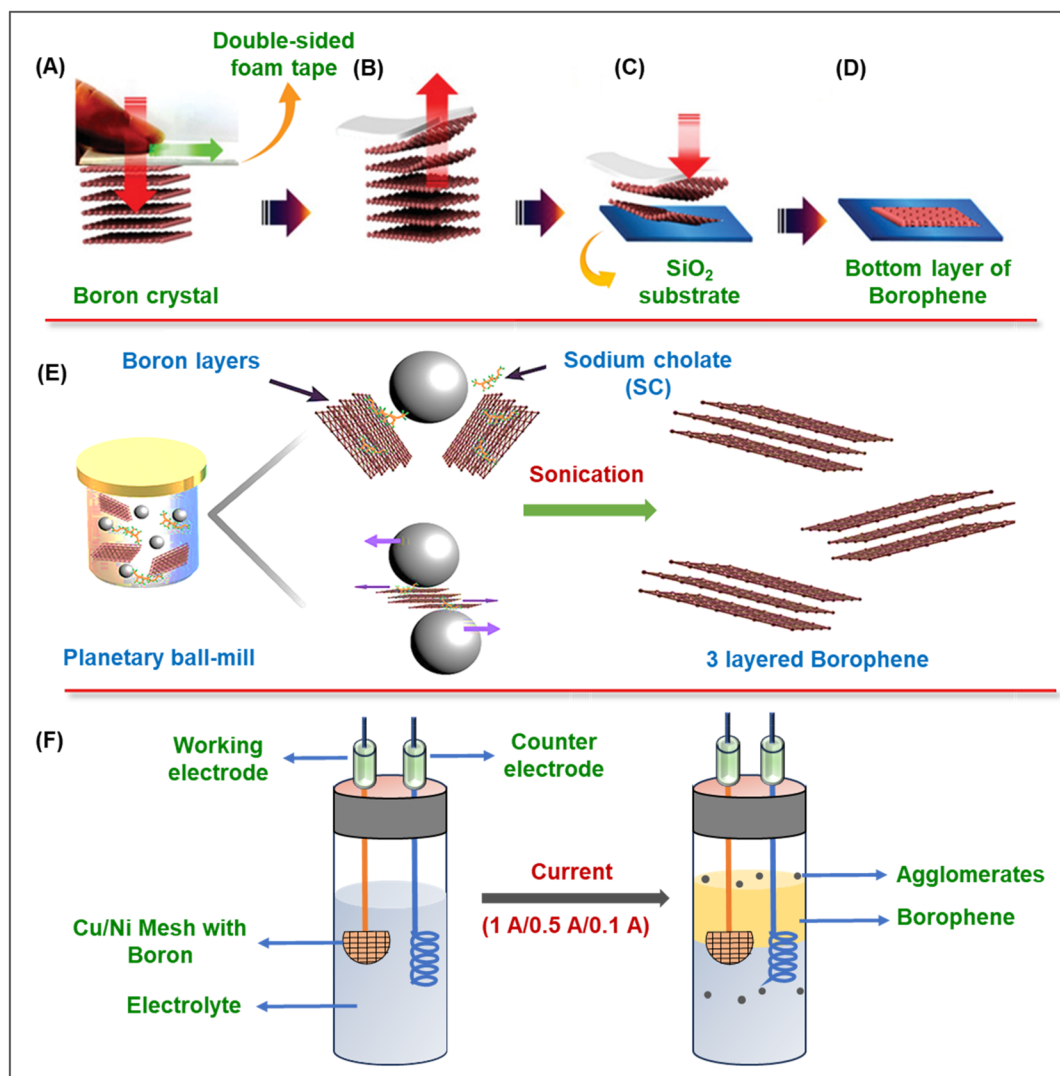 (A)
Double-sided
foam tape
(B)
(C)
(D)
Boron crystal
SiO₂
substrate
Bottom layer of
Borophene
(E)
Boron layers
Sodium cholate
(SC)
Sonication
Planetary ball-mill
3 layered Borophene
(F)
Working
electrode
Counter
electrode
Cu/Ni Mesh with
Boron
Electrolyte
Current
(1 A/0.5 A/0.1 A)
Agglomerates
Borophene